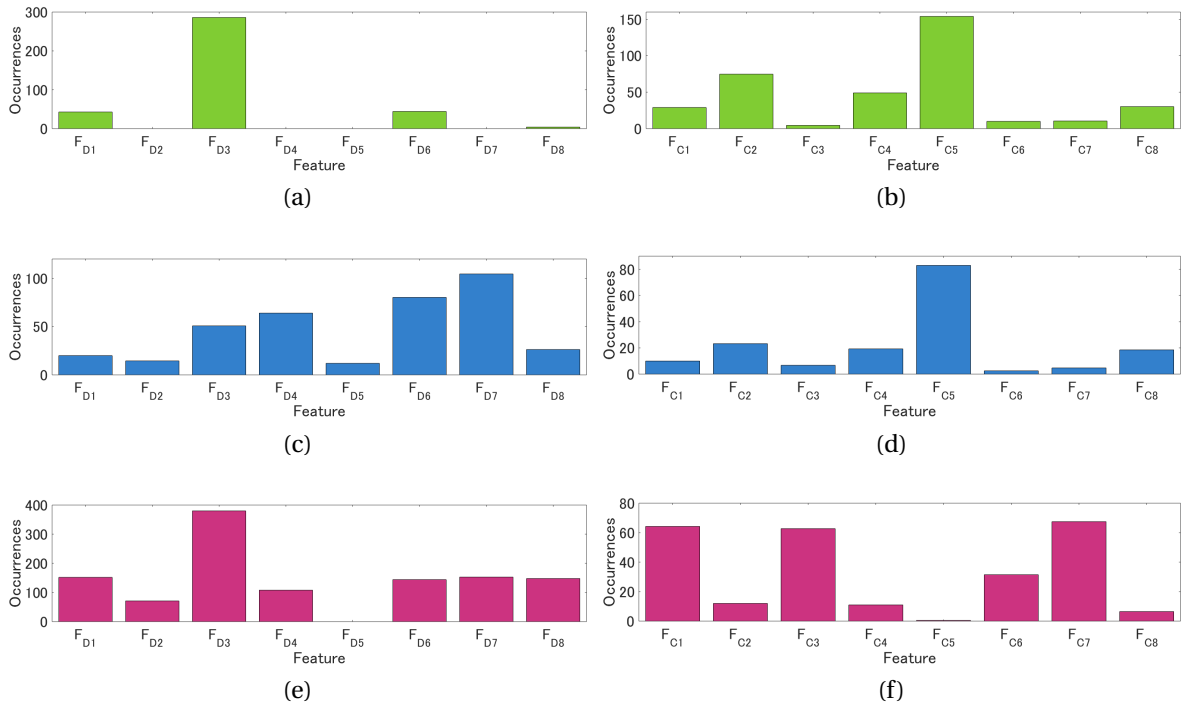 300
200
100
0
Occurrences
F_D1 F_D2 F_D3 F_D4 F_D5 F_D6 F_D7 F_D8
Feature
(a)
150
100
50
0
Occurrences
F_C1 F_C2 F_C3 F_C4 F_C5 F_C6 F_C7 F_C8
Feature
(b)
100
50
0
Occurrences
F_D1 F_D2 F_D3 F_D4 F_D5 F_D6 F_D7 F_D8
Feature
(c)
80
60
40
20
0
Occurrences
F_C1 F_C2 F_C3 F_C4 F_C5 F_C6 F_C7 F_C8
Feature
(d)
400
300
200
100
0
Occurrences
F_D1 F_D2 F_D3 F_D4 F_D5 F_D6 F_D7 F_D8
Feature
(e)
80
60
40
20
0
Occurrences
F_C1 F_C2 F_C3 F_C4 F_C5 F_C6 F_C7 F_C8
Feature
(f)